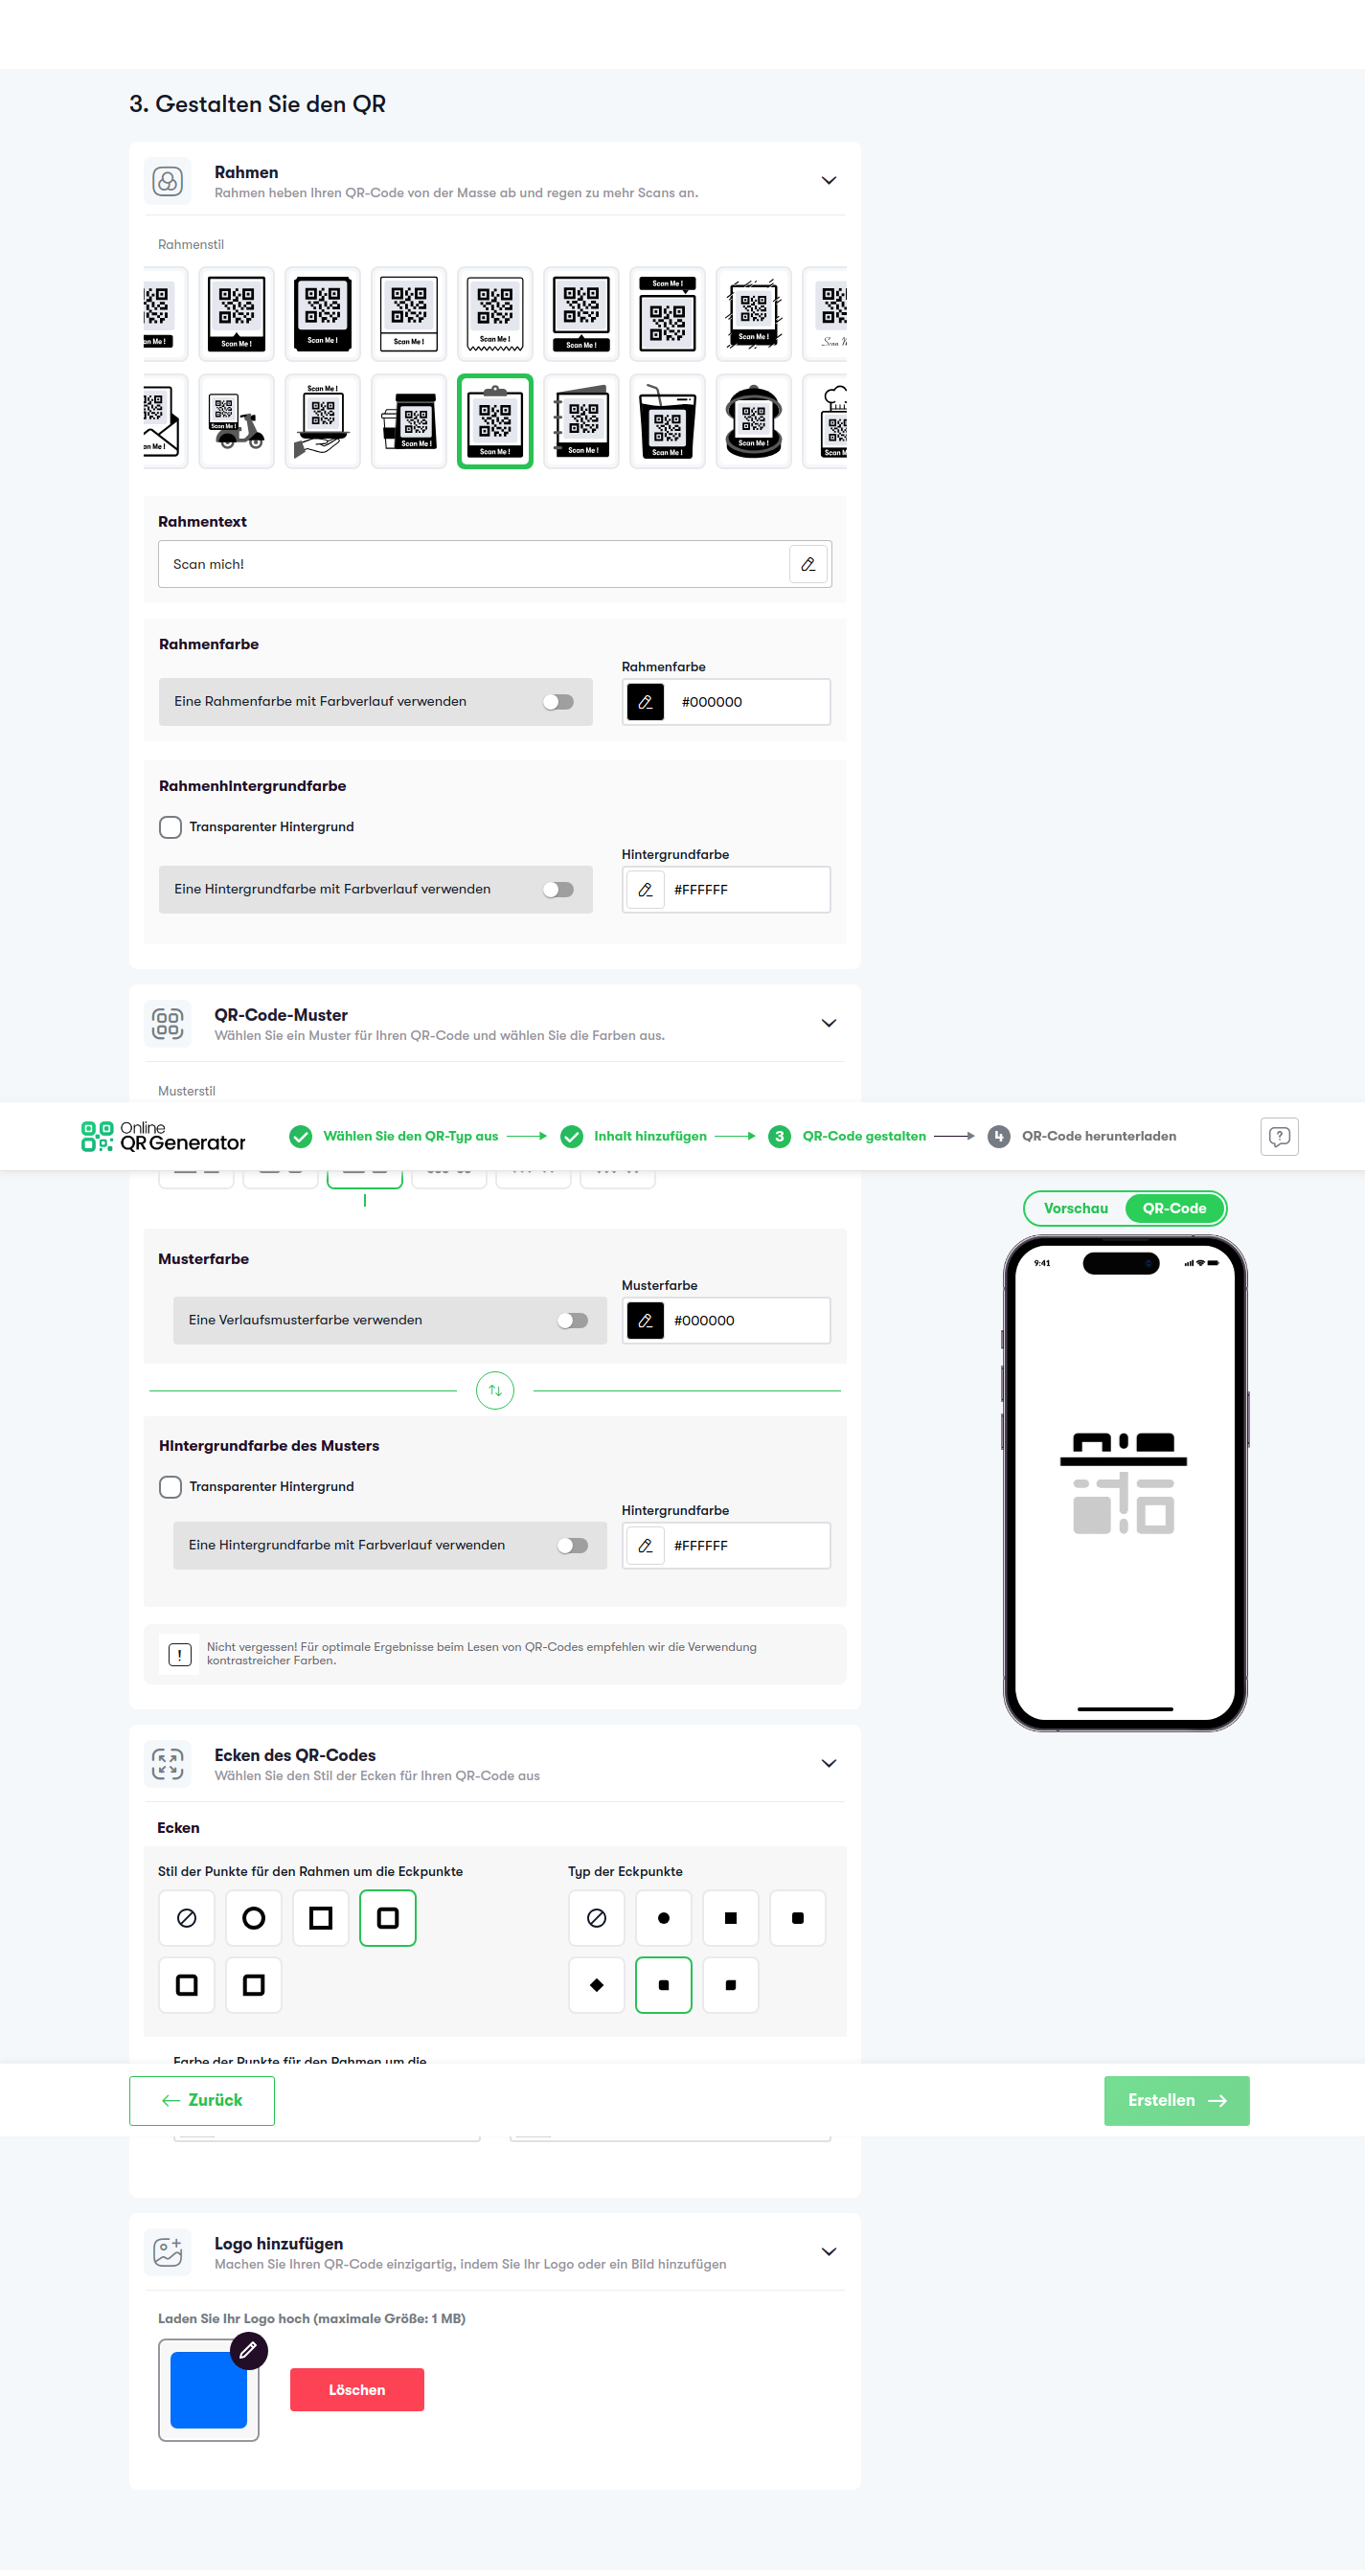 3. Gestalten Sie den QR
Rahmen
Rahmen heben Ihren QR-Code von der Masse ab und regen zu mehr Scans an.
Rahmenstil
Scan Me !
Scan Me !
Scan Me !
Scan Me !
Scan Me !
Scan Me !
Scan Me !
Scan Me !
Scan Me !
Scan Me !
Scan Me !
Scan Me !
Scan Me !
Scan Me !
Rahmentext
Scan mich!
Rahmenfarbe
Rahmenfarbe
Eine Rahmenfarbe mit Farbverlauf verwenden
#000000
Rahmenhintergrundfarbe
Transparenter Hintergrund
Hintergrundfarbe
Eine Hintergrundfarbe mit Farbverlauf verwenden
#FFFFFF
QR-Code-Muster
Wählen Sie ein Muster für Ihren QR-Code und wählen Sie die Farben aus.
Musterstil
Online
QR Generator
Wählen Sie den QR-Typ aus
Inhalt hinzufügen
3 QR-Code gestalten
4 QR-Code herunterladen
Vorschau
QR-Code
9:41
Musterfarbe
Musterfarbe
Eine Verlaufsmusterfarbe verwenden
#000000
Hintergrundfarbe des Musters
Transparenter Hintergrund
Hintergrundfarbe
Eine Hintergrundfarbe mit Farbverlauf verwenden
#FFFFFF
Nicht vergessen! Für optimale Ergebnisse beim Lesen von QR-Codes empfehlen wir die Verwendung
kontrastreicher Farben.
Ecken des QR-Codes
Wählen Sie den Stil der Ecken für Ihren QR-Code aus
Ecken
Stil der Punkte für den Rahmen um die Eckpunkte
Typ der Eckpunkte
Farbe der Punkte für den Rahmen um die
Zurück
Erstellen
Logo hinzufügen
Machen Sie Ihren QR-Code einzigartig, indem Sie Ihr Logo oder ein Bild hinzufügen
Laden Sie Ihr Logo hoch (maximale Größe: 1 MB)
Löschen